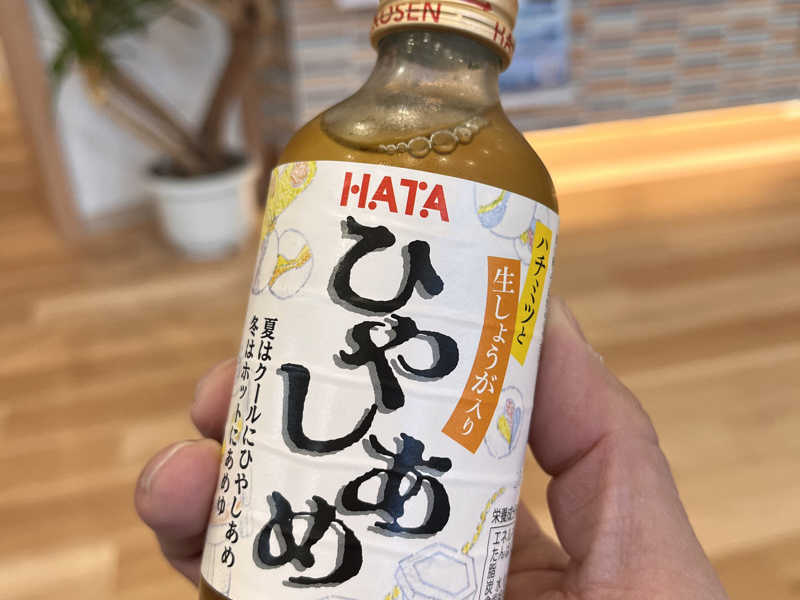 HATA
HATA
ハチミツと
生しょうが入り
ひやしあめ
夏はクールにひやしあめ
冬はホットにあめゆ